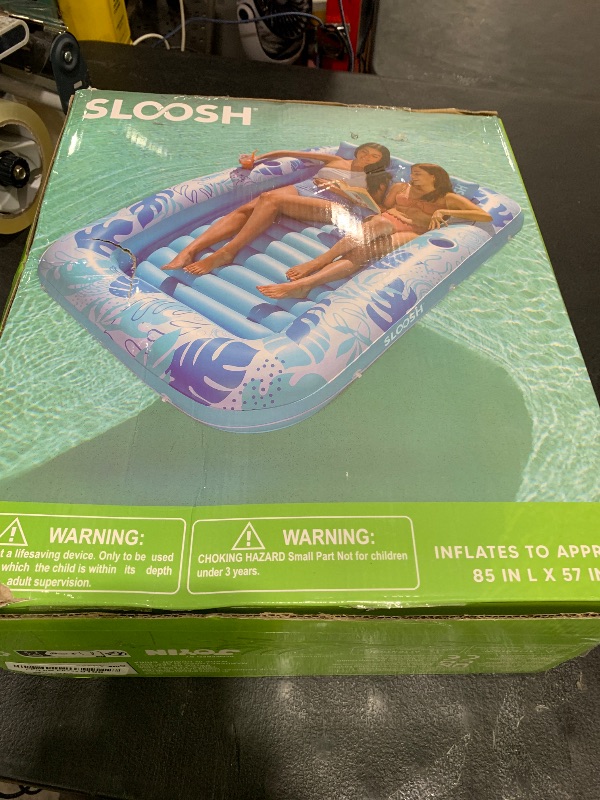 SLOOSH®
SLOOSH
WARNING:
t a lifesaving device. Only to be used
which the child is within its depth
adult supervision.
WARNING:
CHOKING HAZARD Small Part Not for children
under 3 years.
INFLATES TO APPR
85 IN L X 57 IN
JOYIN